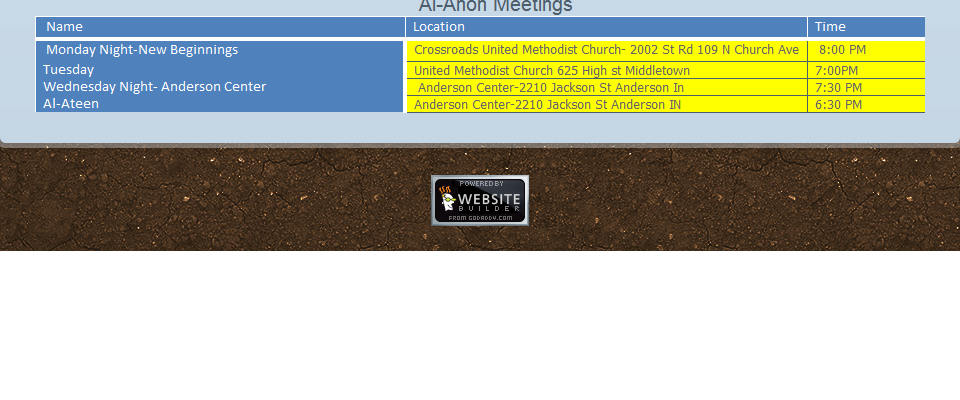 Al-Anon Meetings
Name Location Time
Monday Night-New Beginnings Crossroads United Methodist Church- 2002 St Rd 109 N Church Ave 8:00 PM
Tuesday United Methodist Church 625 High st Middletown 7:00PM
Wednesday Night- Anderson Center Anderson Center-2210 Jackson St Anderson In 7:30 PM
Al-Ateen Anderson Center-2210 Jackson St Anderson IN 6:30 PM
POWERED BY
WEBSITE
BUILDER
FROM GODADDY.COM